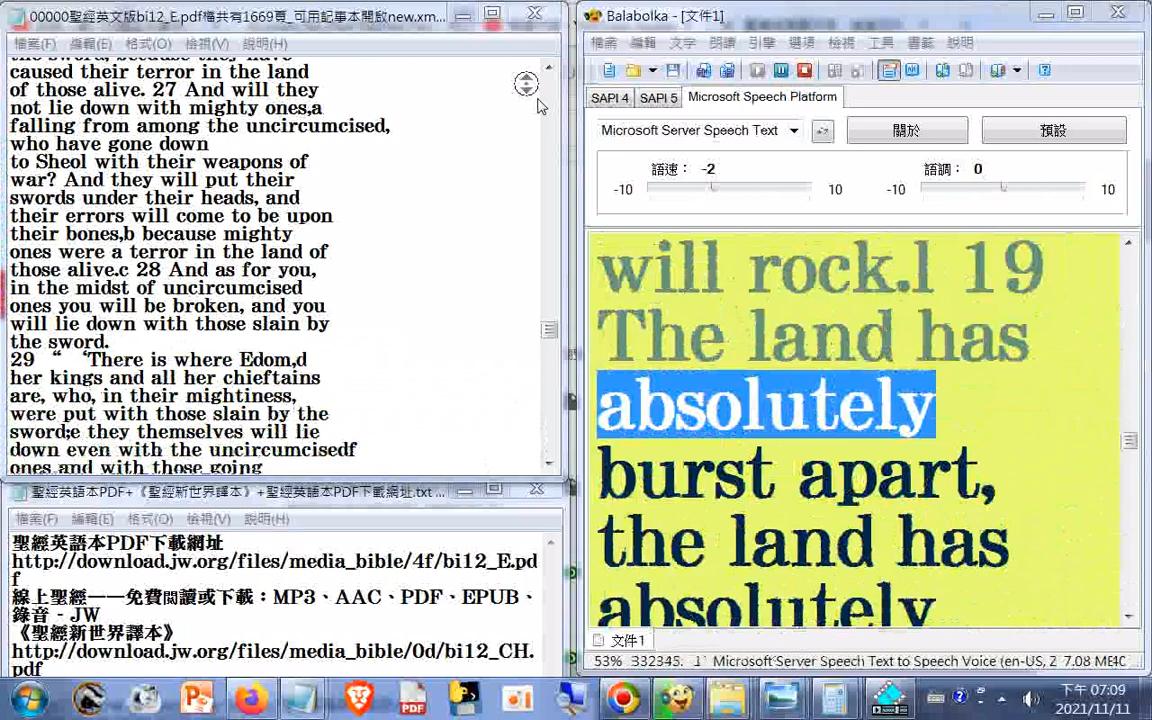 00000聖經英文版bi12_E.pdf檔共有1669頁_可用記事本開啟new.xm...
檔案(F) 編輯(E) 格式(O) 檢視(V) 說明(H)
the sword, because they have
caused their terror in the land
of those alive. 27 And will they
not lie down with mighty ones,a
falling from among the uncircumcised,
who have gone down
to Sheol with their weapons of
war? And they will put their
swords under their heads, and
their errors will come to be upon
their bones,b because mighty
ones were a terror in the land of
those alive.c 28 And as for you,
in the midst of uncircumcised
ones you will be broken, and you
will lie down with those slain by
the sword.
29 “ ‘There is where Edom,d
her kings and all her chieftains
are, who, in their mightiness,
were put with those slain by the
sword;e they themselves will lie
down even with the uncircumcisedf
ones and with those going
聖經英語本PDF+《聖經新世界譯本》+聖經英語本PDF下載網址.txt ...
檔案(F) 編輯(E) 格式(O) 檢視(V) 說明(H)
聖經英語本PDF下載網址
http://download.jw.org/files/media_bible/4f/bi12_E.pd
f
線上聖經——免費閱讀或下載：MP3、AAC、PDF、EPUB、
錄音 - JW
《聖經新世界譯本》
http://download.jw.org/files/media_bible/0d/bi12_CH.
pdf
Balabolka - [文件1]
檔案 編輯 文字 朗讀 引擎 選項 檢視 工具 書籤 說明
SAPI 4 SAPI 5 Microsoft Speech Platform
Microsoft Server Speech Text 關於 預設
語速： -2 語調： 0
-10 10 -10 10
will rock.l 19
The land has
absolutely
burst apart,
the land has
absolutely
文件1
53% 332345. Microsoft Server Speech Text to Speech Voice (en-US, Z 7.08 ME
PDF
下午 07:09
2021/11/11